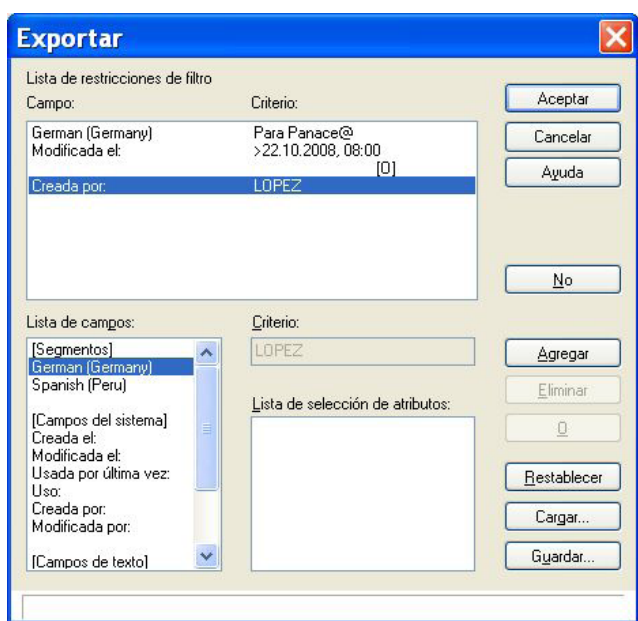 Exportar
Lista de restricciones de filtro
Campo: Criterio:
German (Germany) Para Panace@
Modificada el: >22.10.2008, 08:00
[O]
Creada por: LOPEZ
Aceptar
Cancelar
Ayuda
No
Lista de campos:
[Segmentos]
German (Germany)
Spanish (Peru)
[Campos del sistema]
Creada el:
Modificada el:
Usada por última vez:
Uso:
Creada por:
Modificada por:
[Campos de texto]
Criterio:
LOPEZ
Lista de selección de atributos:
Agregar
Eliminar
O
Restablecer
Cargar...
Guardar...